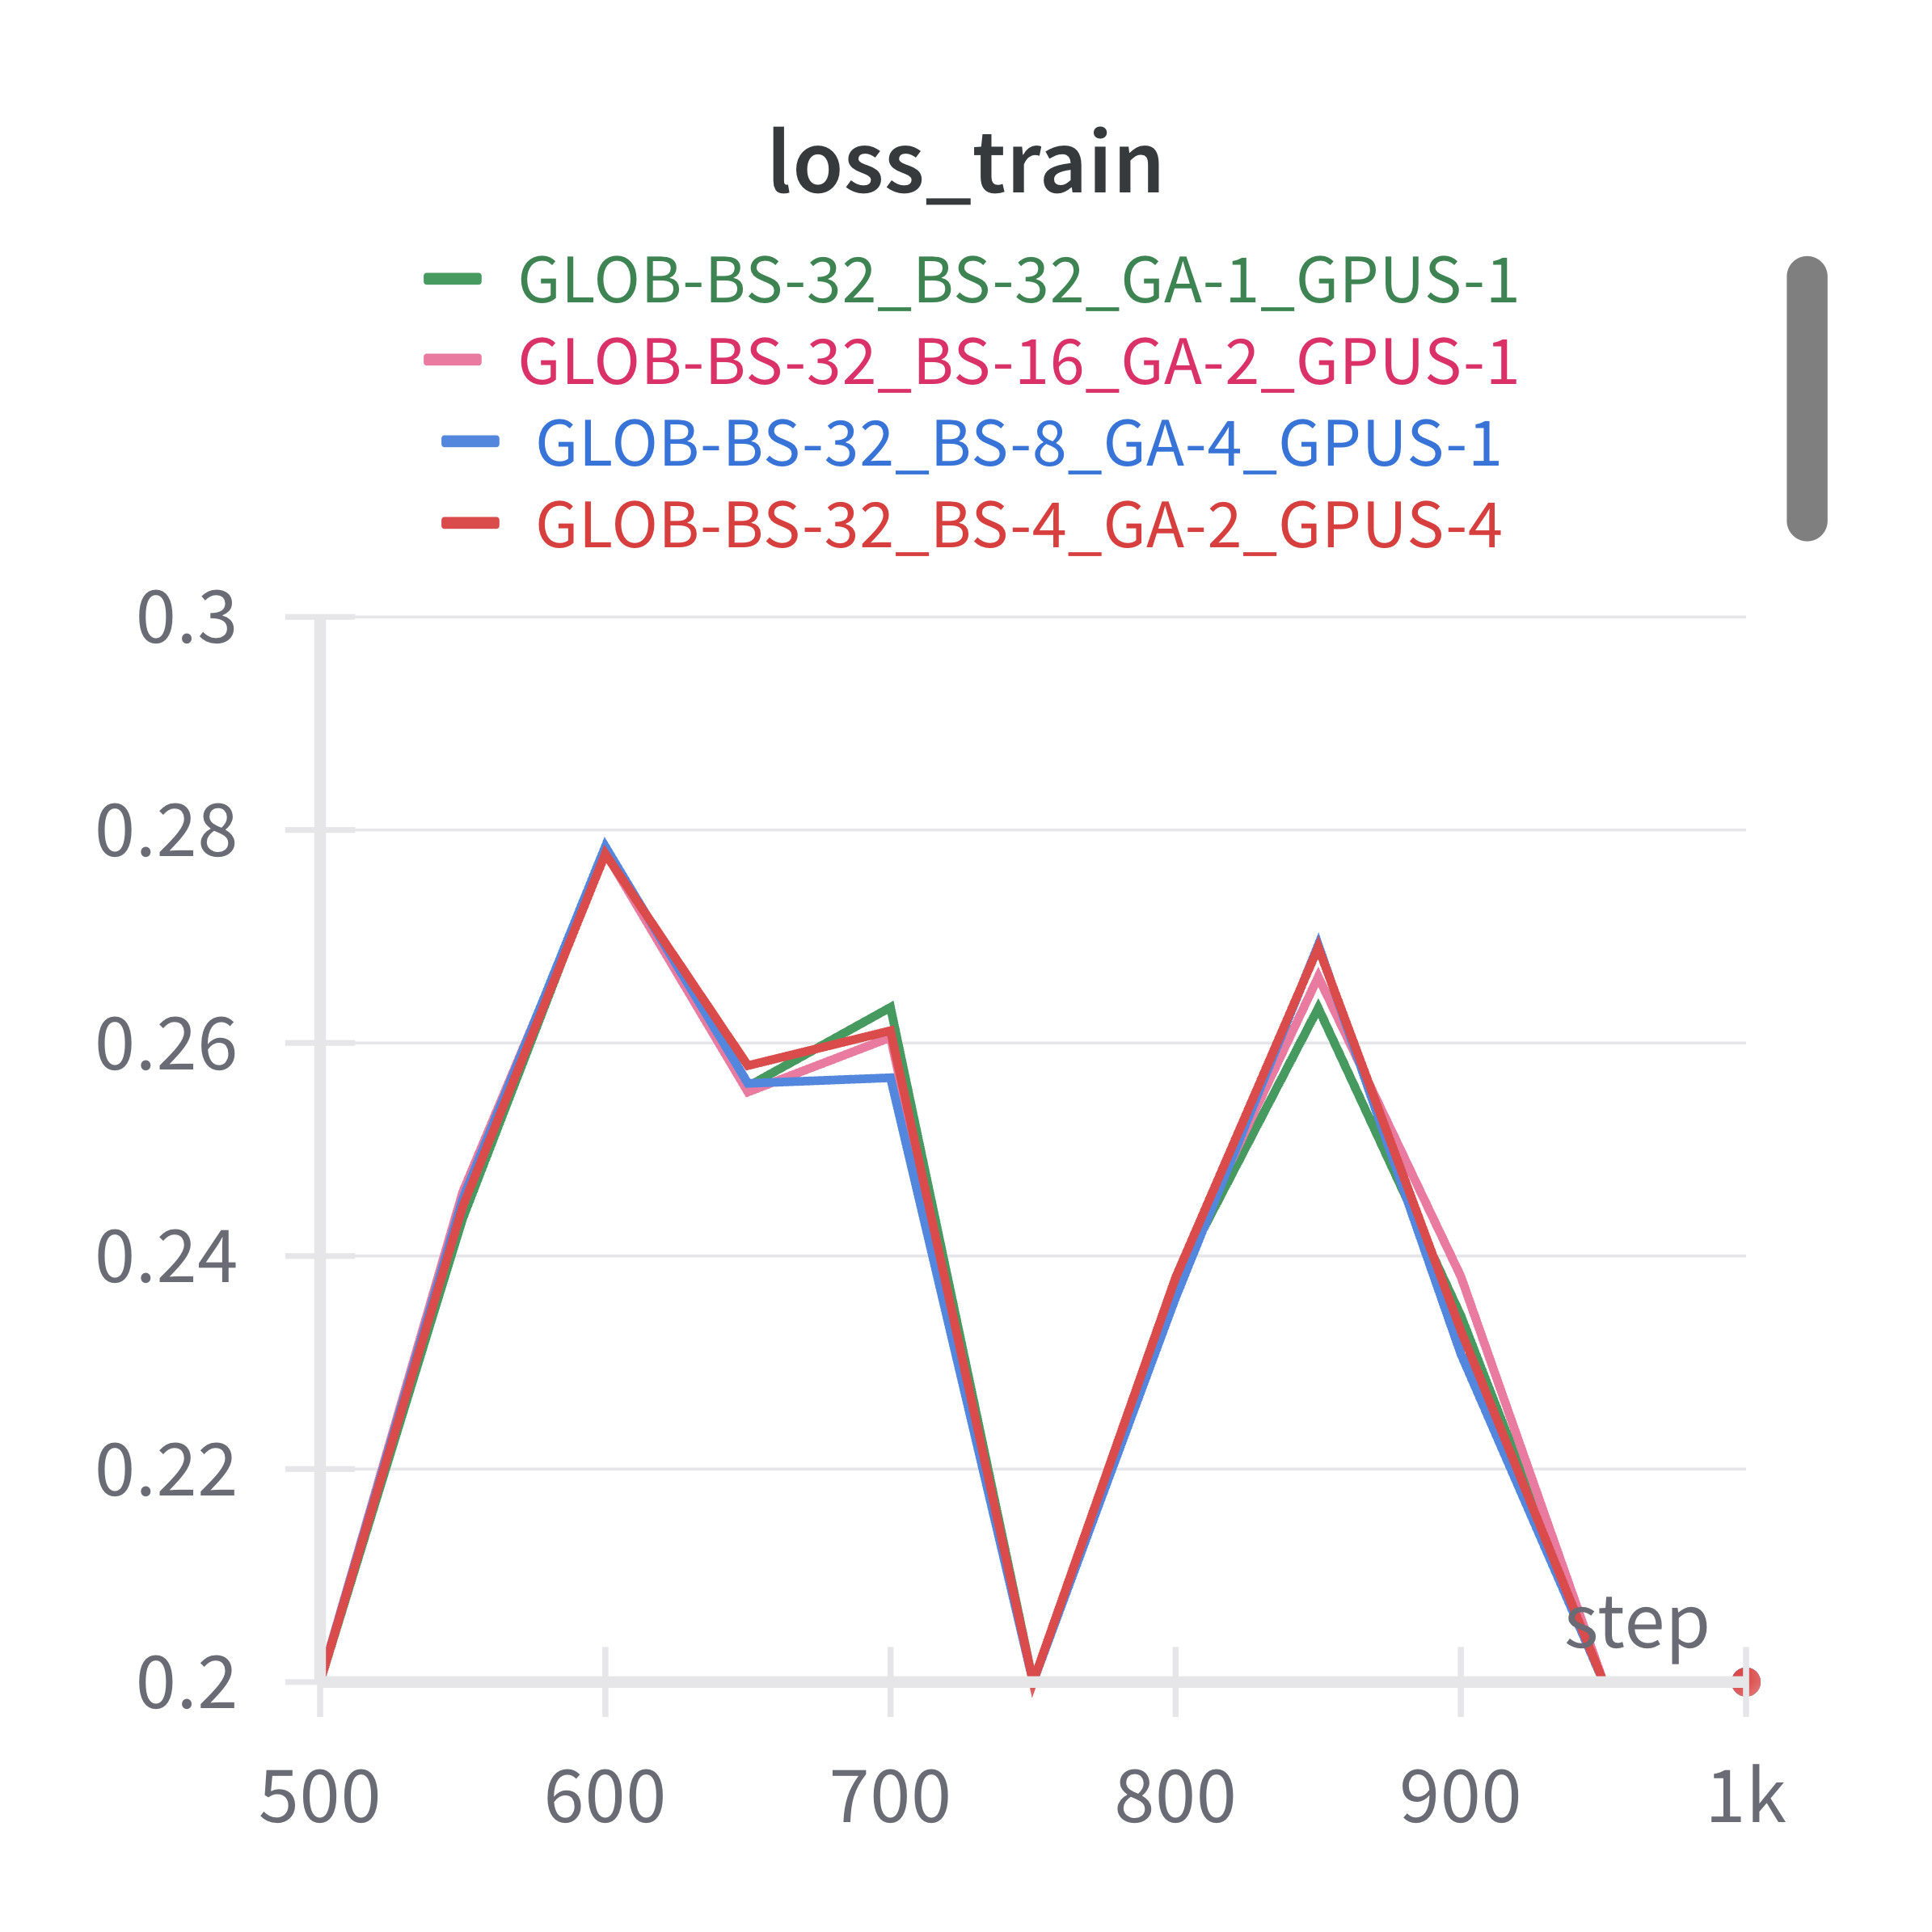 loss_train
GLOB-BS-32_BS-32_GA-1_GPUS-1
GLOB-BS-32_BS-16_GA-2_GPUS-1
GLOB-BS-32_BS-8_GA-4_GPUS-1
GLOB-BS-32_BS-4_GA-2_GPUS-4
0.3
0.28
0.26
0.24
0.22
0.2
step
500 600 700 800 900 1k